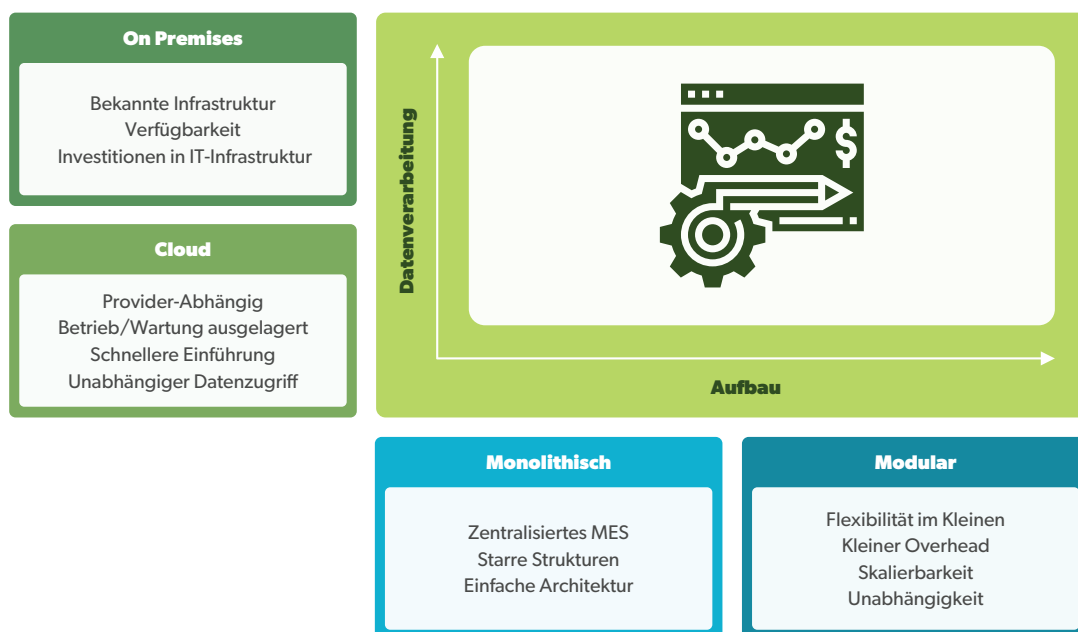 On Premises
Bekannte Infrastruktur
Verfügbarkeit
Investitionen in IT-Infrastruktur
Cloud
Provider-Abhängig
Betrieb/Wartung ausgelagert
Schnellere Einführung
Unabhängiger Datenzugriff
Datenverarbeitung
$
Aufbau
Monolithisch
Zentralisiertes MES
Starre Strukturen
Einfache Architektur
Modular
Flexibilität im Kleinen
Kleiner Overhead
Skalierbarkeit
Unabhängigkeit